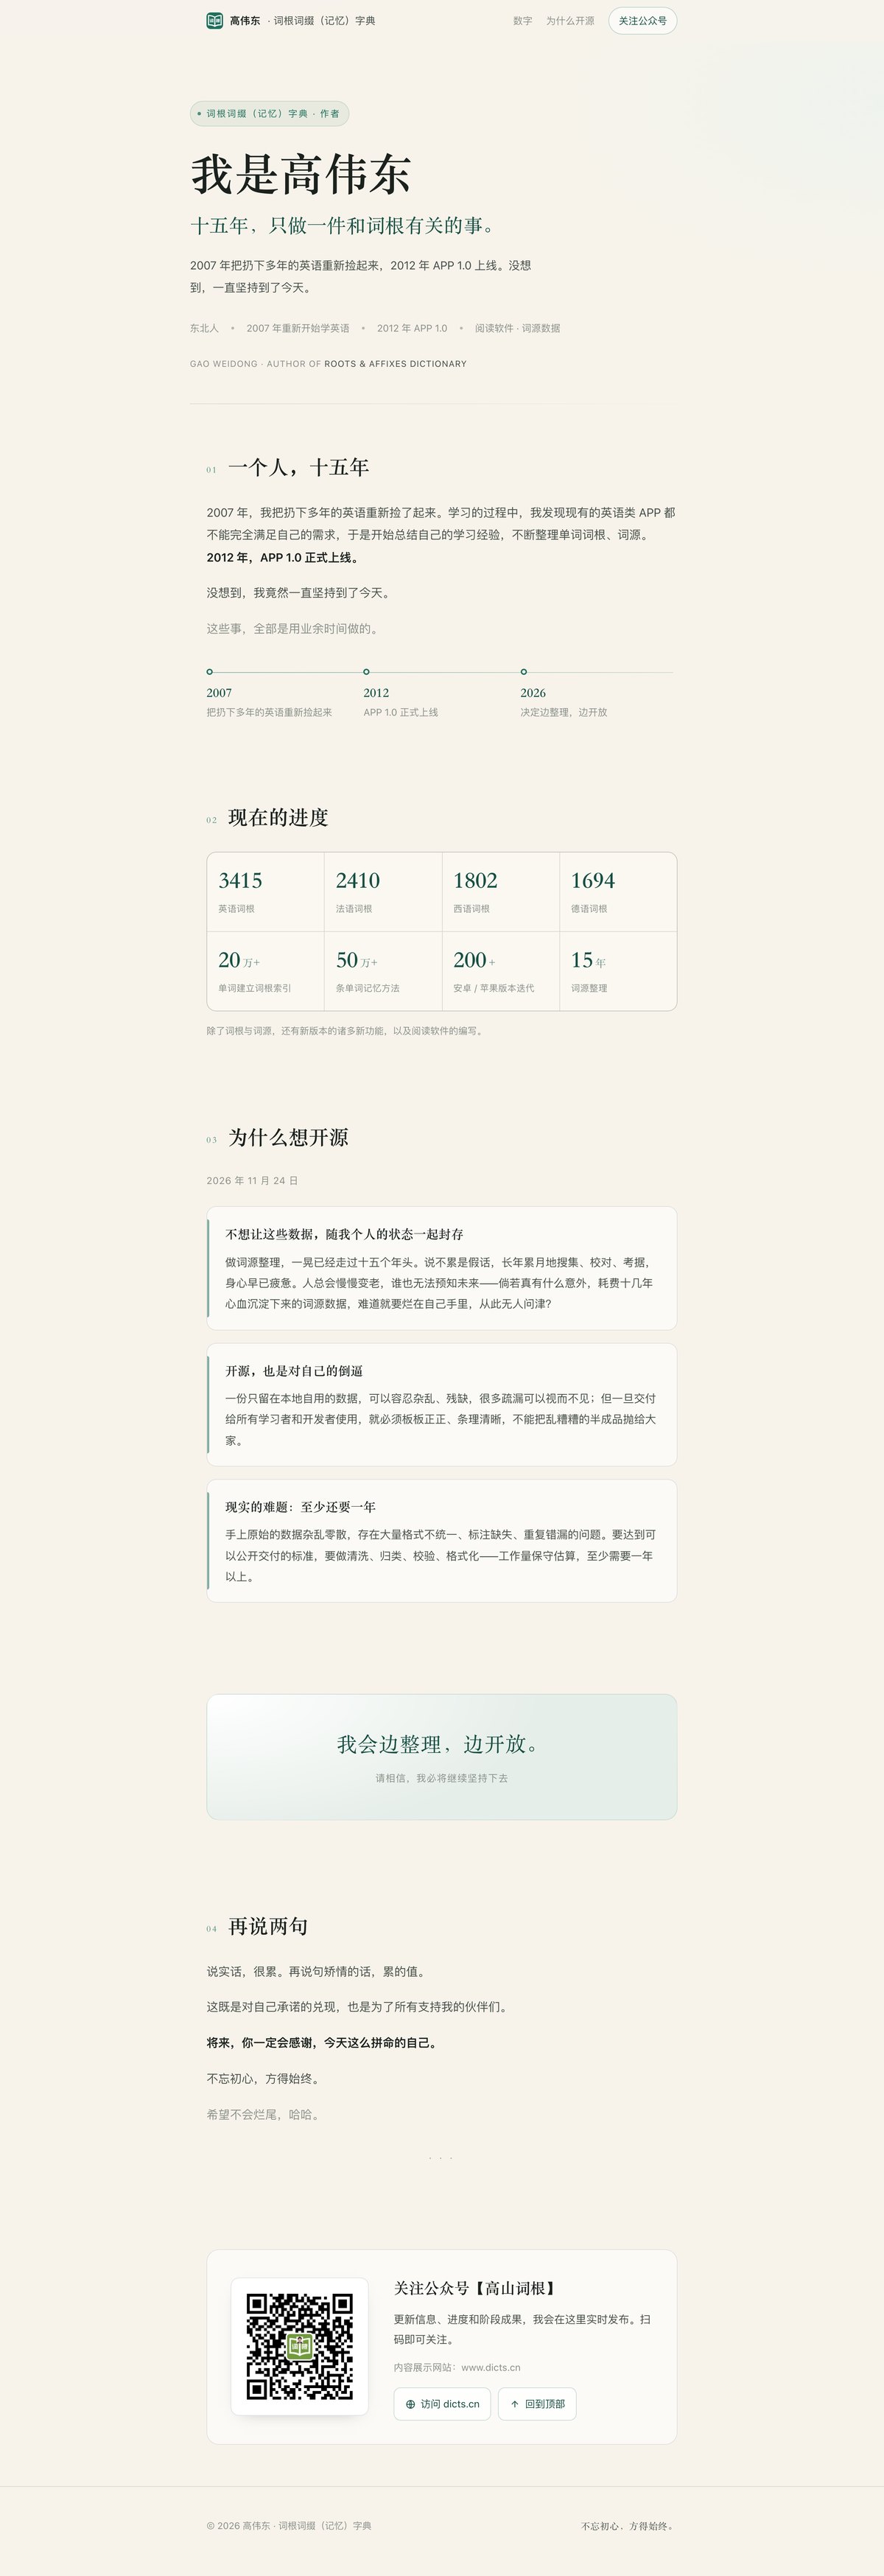 高伟东 · 词根词缀（记忆）字典
数字 为什么开源 关注公众号
词根词缀（记忆）字典 · 作者
我是高伟东
十五年，只做一件和词根有关的事。
2007 年把扔下多年的英语重新捡起来，2012 年 APP 1.0 上线。没想
到，一直坚持到了今天。
东北人 • 2007 年重新开始学英语 • 2012 年 APP 1.0 • 阅读软件 · 词源数据
GAO WEIDONG · AUTHOR OF ROOTS & AFFIXES DICTIONARY
01 一个人，十五年
2007 年，我把扔下多年的英语重新捡了起来。学习的过程中，我发现现有的英语类 APP 都
不能完全满足自己的需求，于是开始总结自己的学习经验，不断整理单词词根、词源。
2012 年，APP 1.0 正式上线。
没想到，我竟然一直坚持到了今天。
这些事，全部是用业余时间做的。
2007
把扔下多年的英语重新捡起来
2012
APP 1.0 正式上线
2026
决定边整理，边开放
02 现在的进度
3415
英语词根
2410
法语词根
1802
西语词根
1694
德语词根
20 万+
单词建立词根索引
50 万+
条单词记忆方法
200 +
安卓 / 苹果版本迭代
15 年
词源整理
除了词根与词源，还有新版本的诸多新功能，以及阅读软件的编写。
03 为什么想开源
2026 年 11 月 24 日
不想让这些数据，随我个人的状态一起封存
做词源整理，一晃已经走过十五个年头。说不累是假话，长年累月地搜集、校对、考据，
身心早已疲惫。人总会慢慢变老，谁也无法预知未来——倘若真有什么意外，耗费十几年
心血沉淀下来的词源数据，难道就要烂在自己手里，从此无人问津？
开源，也是对自己的倒逼
一份只留在本地自用的数据，可以容忍杂乱、残缺，很多疏漏可以视而不见；但一旦交付
给所有学习者和开发者使用，就必须板板正正、条理清晰，不能把乱糟糟的半成品抛给大
家。
现实的难题：至少还要一年
手上原始的数据杂乱零散，存在大量格式不统一、标注缺失、重复错漏的问题。要达到可
以公开交付的标准，要做清洗、归类、校验、格式化——工作量保守估算，至少需要一年
以上。
我会边整理，边开放。
请相信，我必将继续坚持下去
04 再说两句
说实话，很累。再说句矫情的话，累的值。
这既是对自己承诺的兑现，也是为了所有支持我的伙伴们。
将来，你一定会感谢，今天这么拼命的自己。
不忘初心，方得始终。
希望不会烂尾，哈哈。
· · ·
关注公众号【高山词根】
更新信息、进度和阶段成果，我会在这里实时发布。扫
码即可关注。
内容展示网站：www.dicts.cn
访问 dicts.cn 回到顶部
© 2026 高伟东 · 词根词缀（记忆）字典
不忘初心，方得始终。